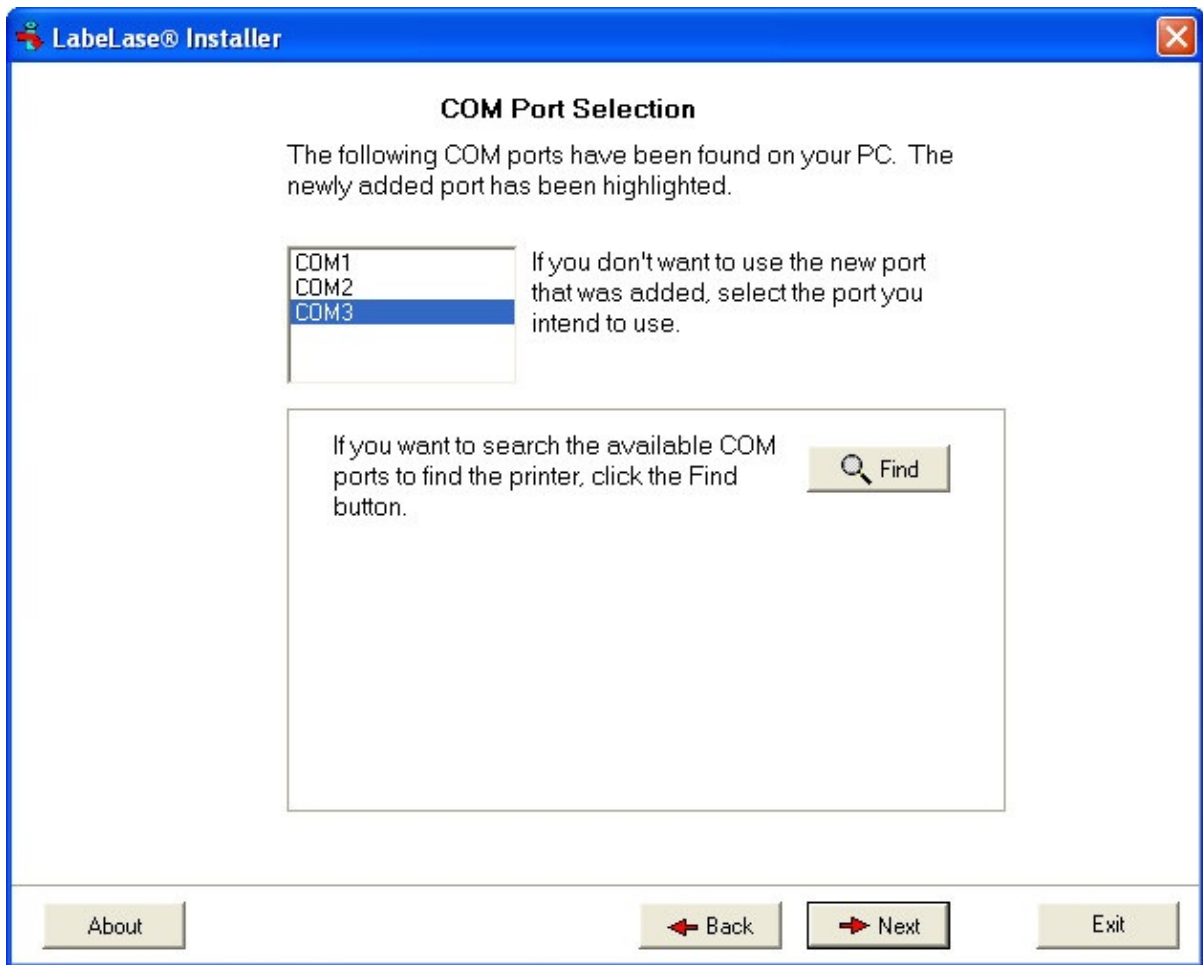 LabeLase® Installer
COM Port Selection
The following COM ports have been found on your PC. The
newly added port has been highlighted.
COM1
COM2
COM3
If you don't want to use the new port
that was added, select the port you
intend to use.
If you want to search the available COM
ports to find the printer, click the Find
button.
Find
About
Back
Next
Exit